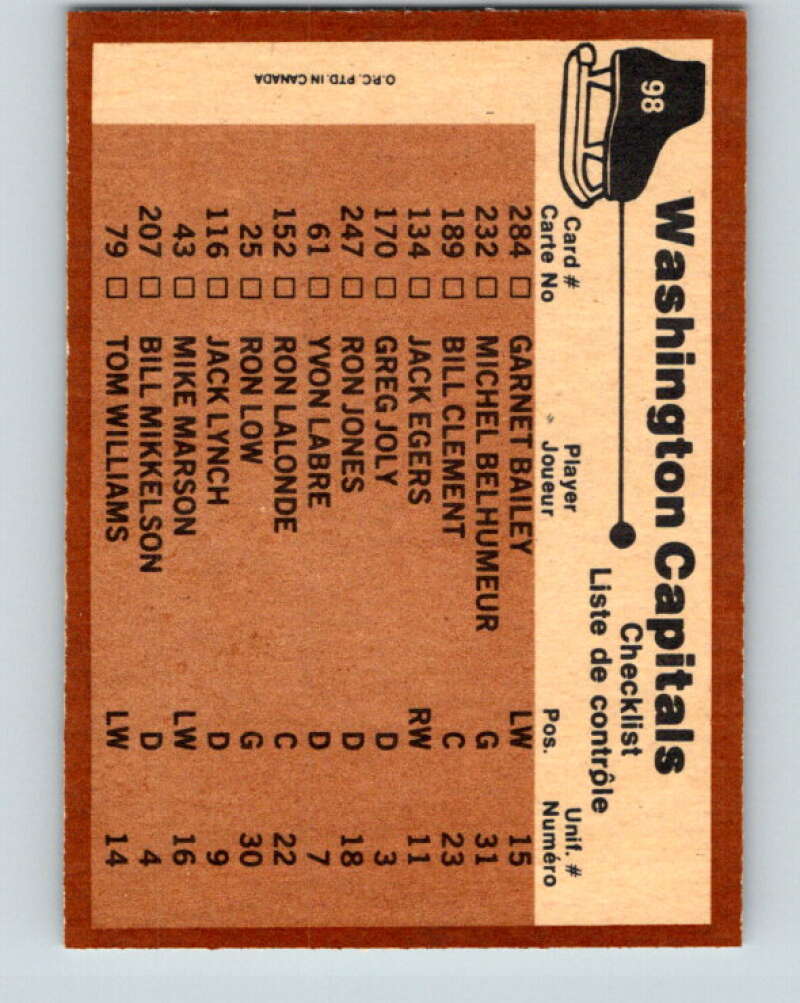 98
Washington Capitals
Checklist
Liste de contrôle
Card # Player Unif. #
Carte No Joueur Pos. Numéro
284 □ GARNET BAILEY LW 15
232 □ MICHEL BELHUMEUR G 31
189 □ BILL CLEMENT C 23
134 □ JACK EGERS RW 11
170 □ GREG JOLY D 3
247 □ RON JONES D 18
61 □ YVON LABRE D 7
152 □ RON LALONDE C 22
25 □ RON LOW G 30
116 □ JACK LYNCH D 9
43 □ MIKE MARSON LW 16
207 □ BILL MIKKELSON D 4
79 □ TOM WILLIAMS LW 14
O.P.C. PTD. IN CANADA